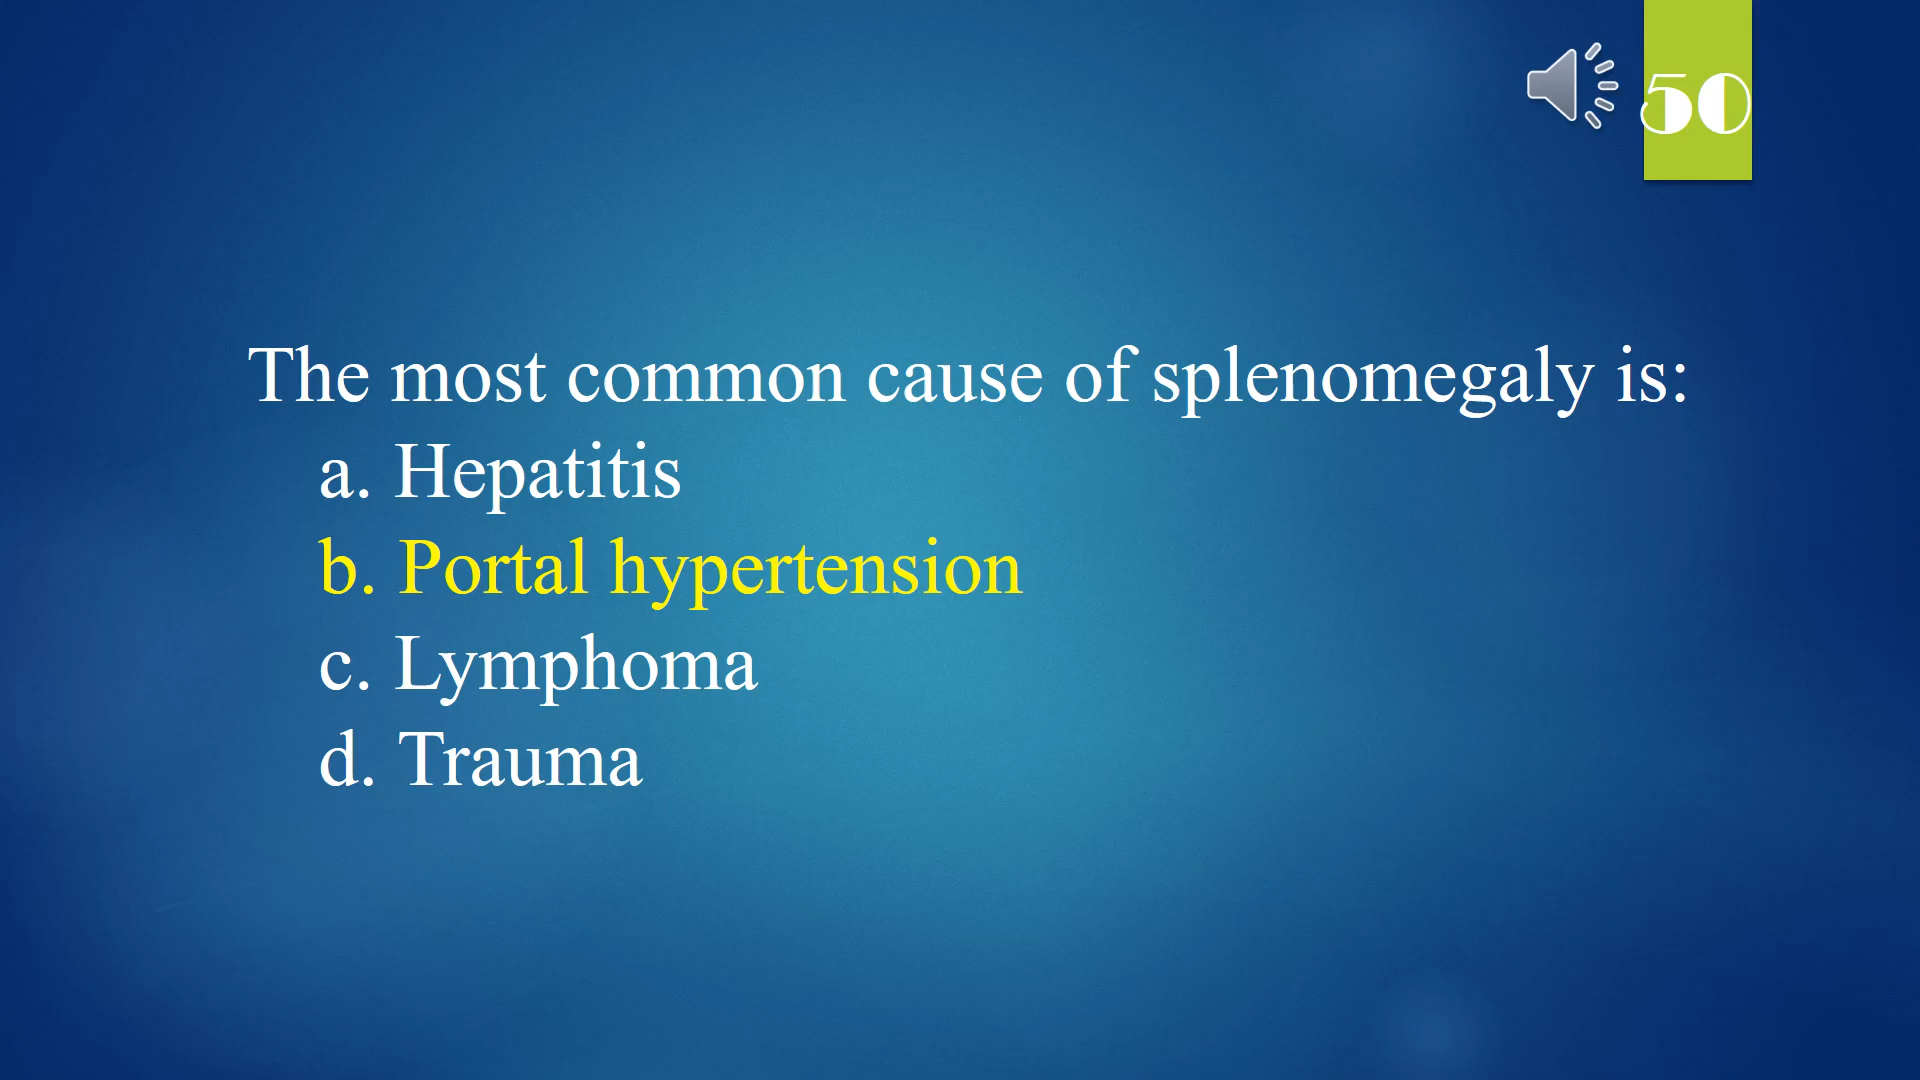 50
The most common cause of splenomegaly is:
a. Hepatitis
b. Portal hypertension
c. Lymphoma
d. Trauma